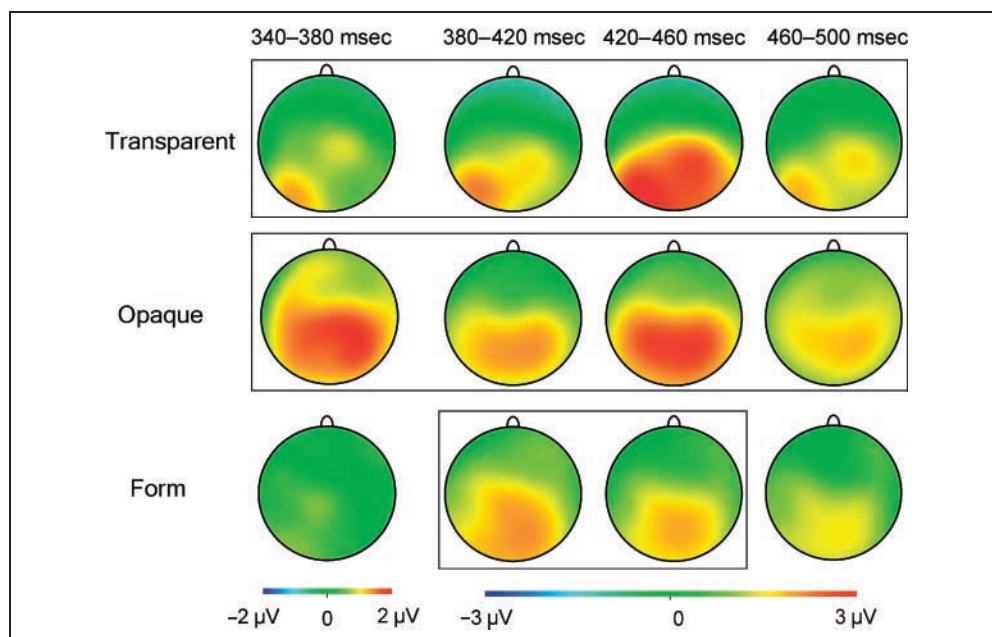 340–380 msec 380–420 msec 420–460 msec 460–500 msec
Transparent
Opaque
Form
–2 µV 0 2 µV –3 µV 0 3 µV